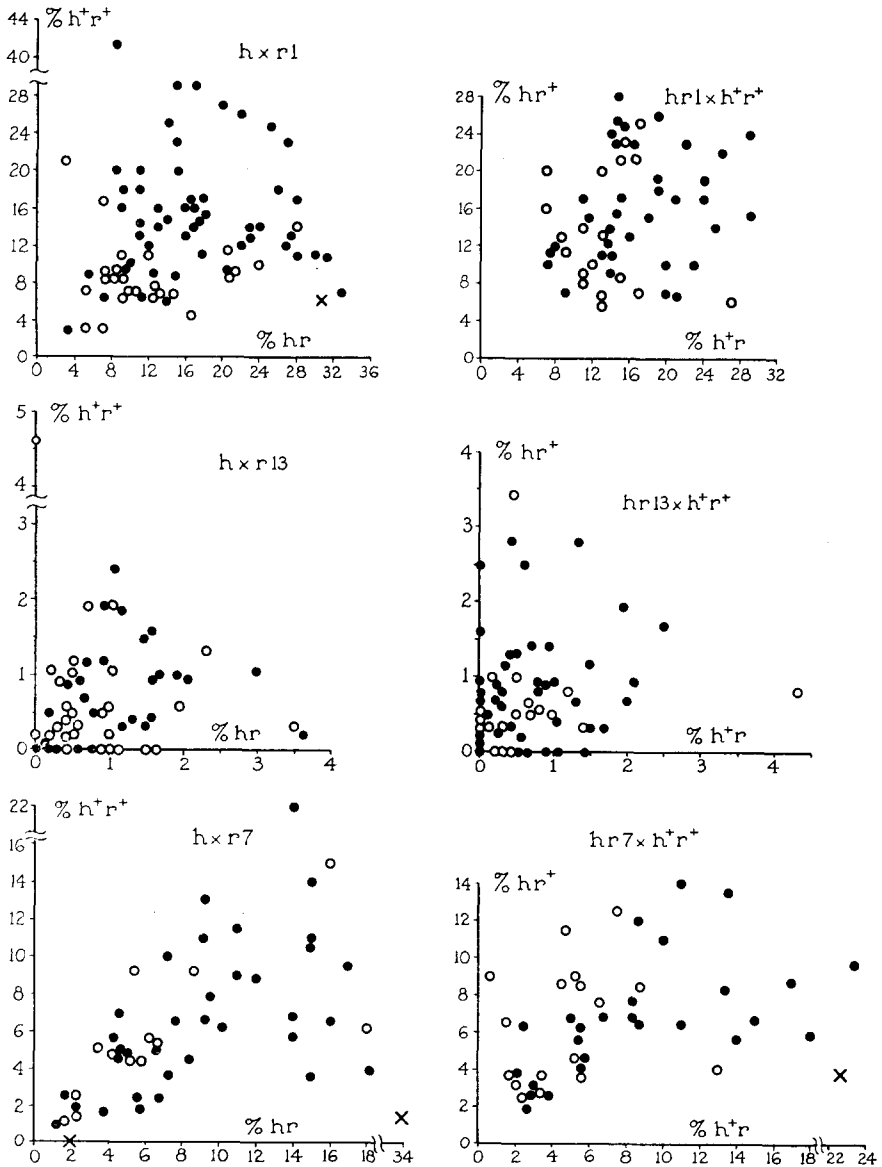 % h⁺r⁺
h x r1
44
40
28
24
20
16
12
8
4
0
% hr
0 4 8 12 16 20 24 28 32 36
% hr⁺
hr1 x h⁺r⁺
28
24
20
16
12
8
4
0
% h⁺r
0 4 8 12 16 20 24 28 32
% h⁺r⁺
h x r13
5
4
3
2
1
0
% hr
0 1 2 3 4
% hr⁺
hr13 x h⁺r⁺
4
3
2
1
0
% h⁺r
0 1 2 3 4
% h⁺r⁺
h x r7
22
16
14
12
10
8
6
4
2
0
% hr
0 2 4 6 8 10 12 14 16 18 34
% hr⁺
hr7 x h⁺r⁺
14
12
10
8
6
4
2
0
% h⁺r
0 2 4 6 8 10 12 14 16 18 22 24